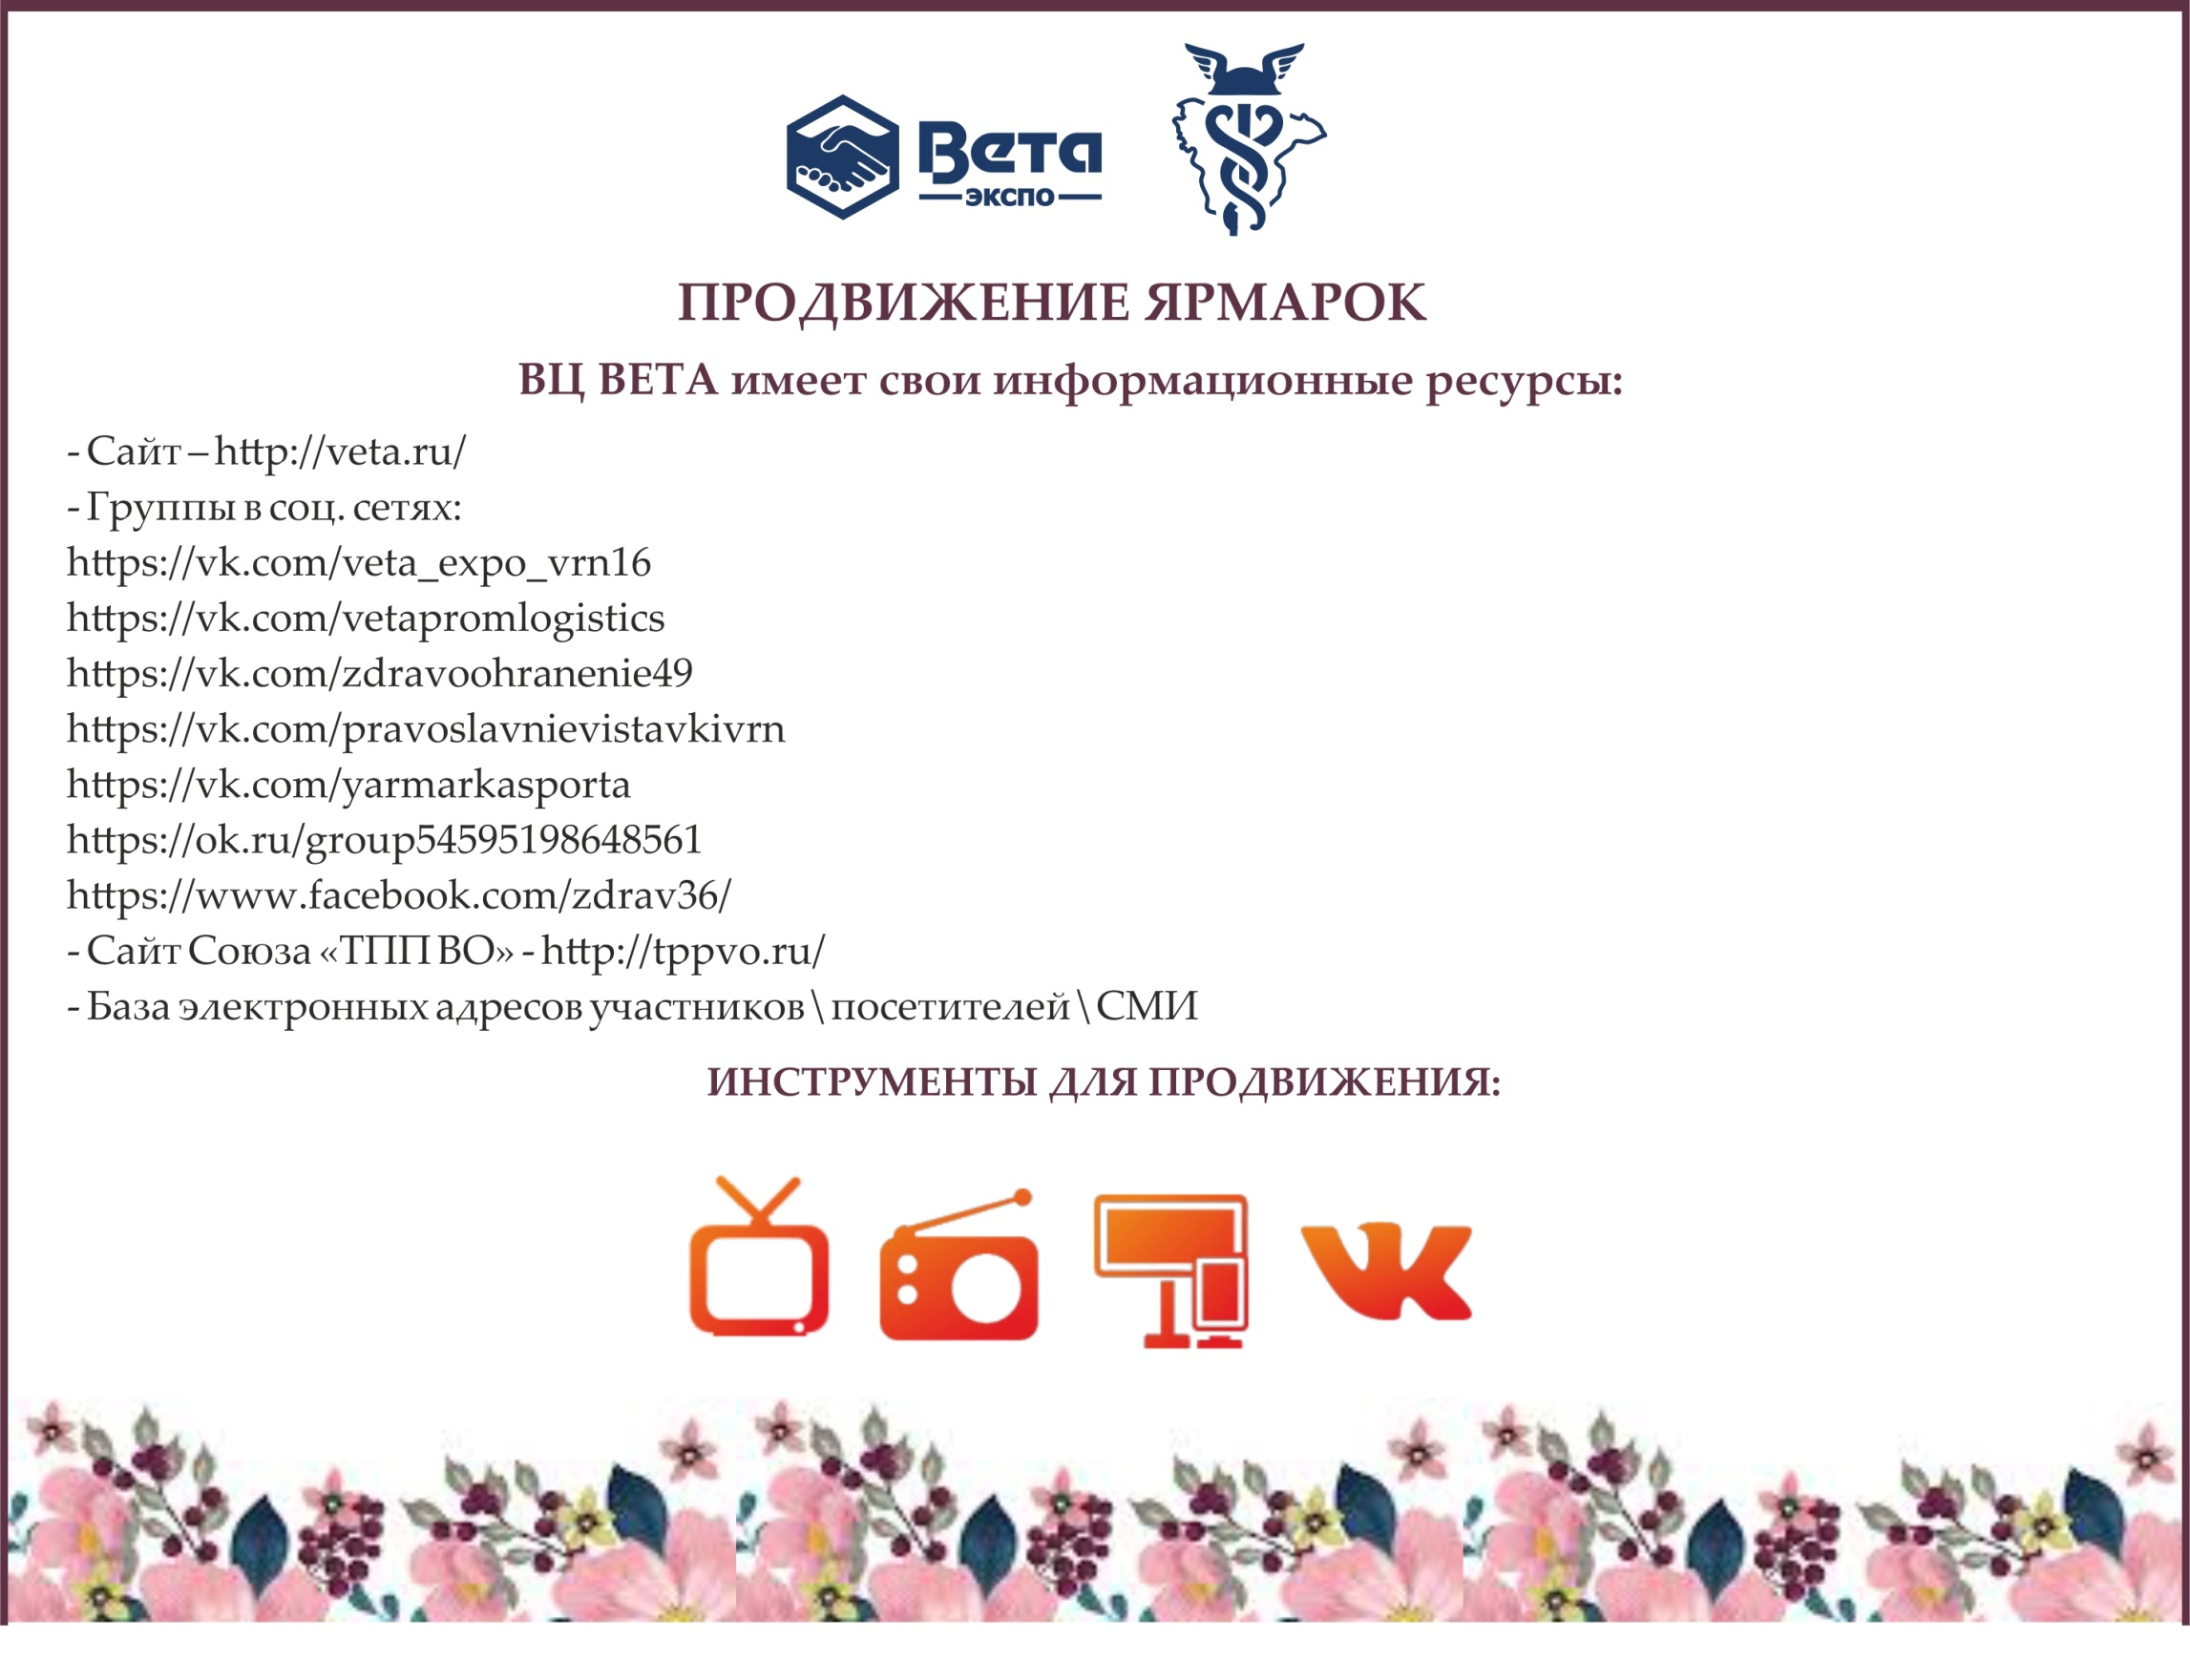 Вета
ЭКСПО
ПРОДВИЖЕНИЕ ЯРМАРОК
ВЦ ВЕТА имеет свои информационные ресурсы:
- Сайт – http://veta.ru/
- Группы в соц. сетях:
https://vk.com/veta_expo_vrn16
https://vk.com/vetapromlogistics
https://vk.com/zdravoohranenie49
https://vk.com/pravoslavnievistavkivrn
https://vk.com/yarmarkasporta
https://ok.ru/group54595198648561
https://www.facebook.com/zdrav36/
- Сайт Союза «ТПП ВО» - http://tppvo.ru/
- База электронных адресов участников \ посетителей \ СМИ
ИНСТРУМЕНТЫ ДЛЯ ПРОДВИЖЕНИЯ: